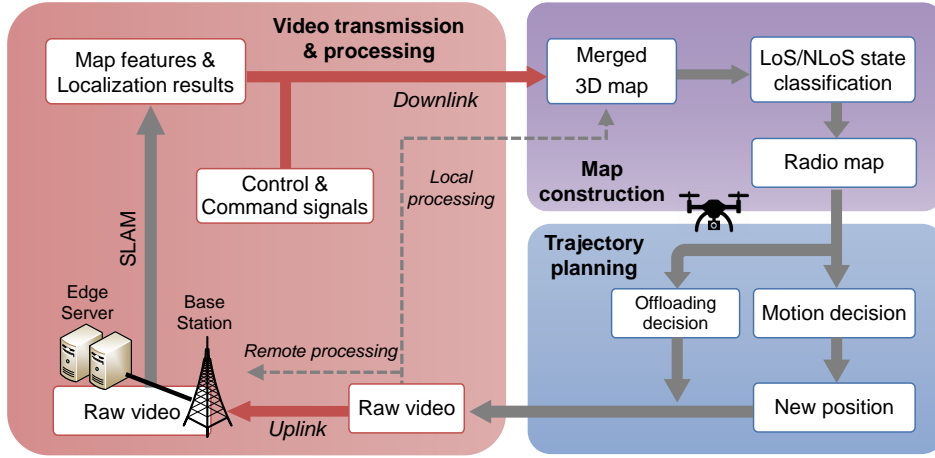 Video transmission
& processing
Map features &
Localization results
Downlink
Control &
Command signals
Local
processing
SLAM
Edge
Server
Base
Station
Remote processing
Raw video
Uplink
Raw video
Merged
3D map
LoS/NLoS state
classification
Radio map
Map
construction
Trajectory
planning
Offloading
decision
Motion decision
New position